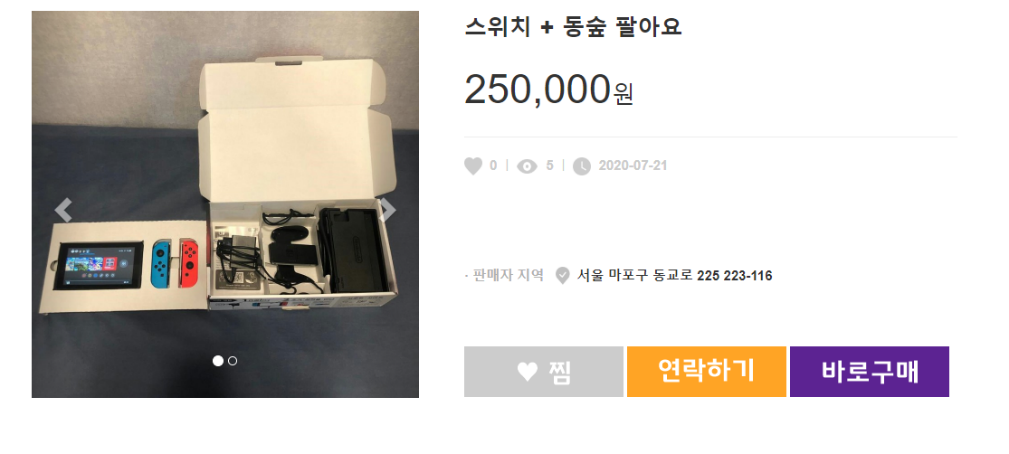 스위치 + 동숲 팔아요
250,000원
0 | 5 | 2020-07-21
· 판매자 지역 서울 마포구 동교로 225 223-116
♥ 찜 연락하기 바로구매